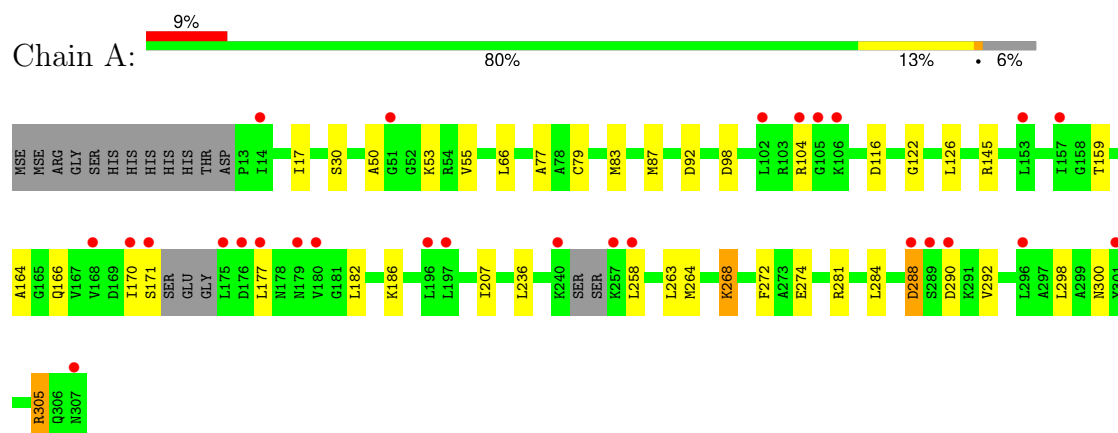 9%
Chain A:
80% 13% • 6%
MSE MSE ARG GLY SER HIS HIS HIS HIS HIS HIS THR ASP P13 I14 I17 S30 A50 G51 G52 K53 R54 V55 L66 A77 A78 C79 M83 M87 D92 D98 L102 R103 R104 G105 K106 D116 G122 L126 R145 L153 I157 G158 T159
A164 G165 Q166 V167 V168 D169 I170 S171 SER GLU GLY L175 D176 L177 N178 N179 V180 G181 L182 K186 L196 L197 I207 L236 K240 SER SER K257 L258 L263 M264 K268 F272 A273 E274 R281 L284 D288 S289 D290 K291 V292 L296 A297 L298 A299 N300
R305 Q306 N307